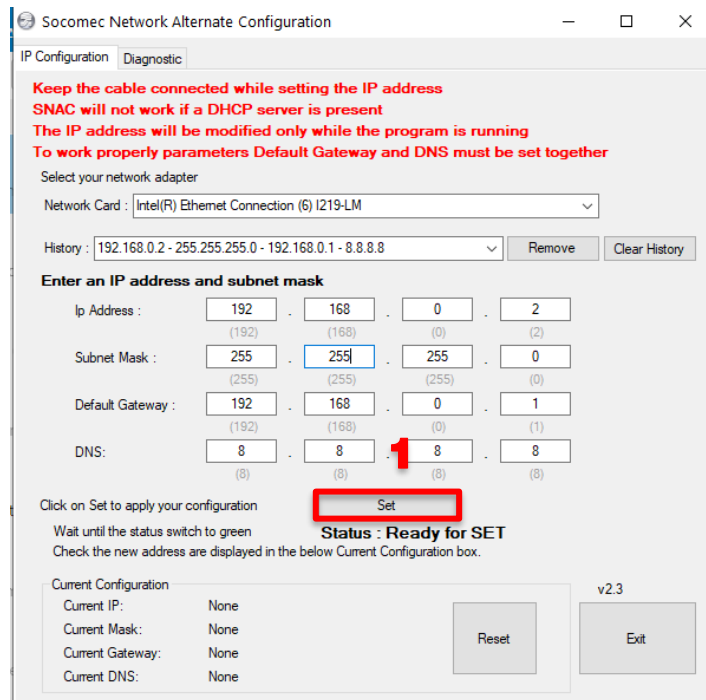 Socomec Network Alternate Configuration
IP Configuration Diagnostic
Keep the cable connected while setting the IP address
SNAC will not work if a DHCP server is present
The IP address will be modified only while the program is running
To work properly parameters Default Gateway and DNS must be set together
Select your network adapter
Network Card : Intel(R) Ethernet Connection (6) I219-LM
History : 192.168.0.2 - 255.255.255.0 - 192.168.0.1 - 8.8.8.8 Remove Clear History
Enter an IP address and subnet mask
Ip Address : 192 . 168 . 0 . 2
(192) (168) (0) (2)
Subnet Mask : 255 . 255 . 255 . 0
(255) (255) (255) (0)
Default Gateway : 192 . 168 . 0 . 1
(192) (168) (0) (1)
DNS: 8 . 8 . 8 . 8
(8) (8) (8) (8)
1
Click on Set to apply your configuration Set
Wait until the status switch to green Status : Ready for SET
Check the new address are displayed in the below Current Configuration box.
Current Configuration v2.3
Current IP: None
Current Mask: None
Reset Exit
Current Gateway: None
Current DNS: None